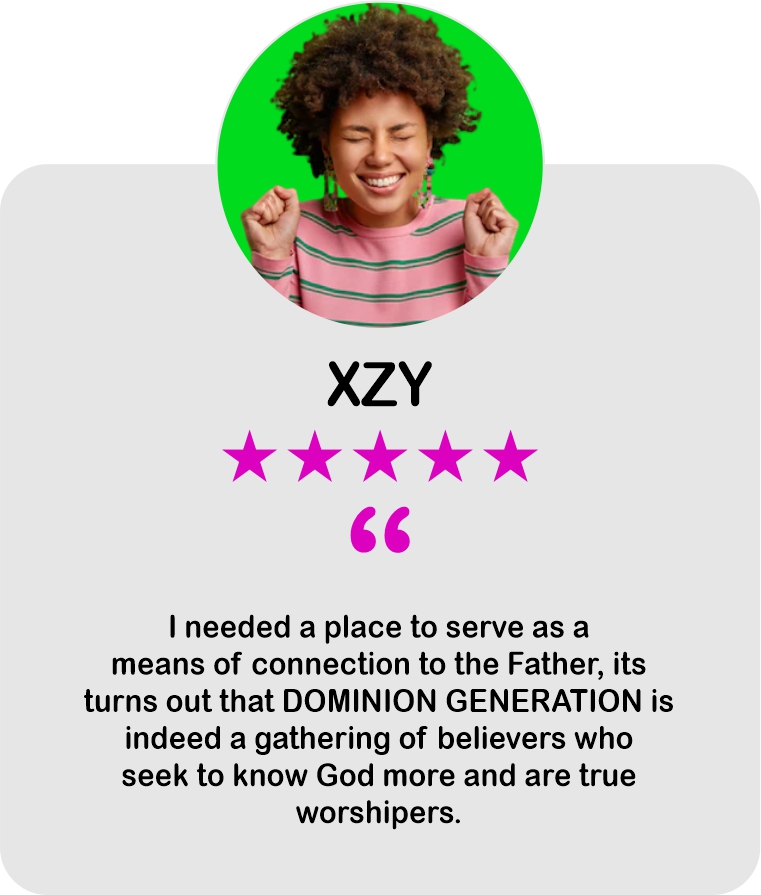 XZY
“
I needed a place to serve as a
means of connection to the Father, its
turns out that DOMINION GENERATION is
indeed a gathering of believers who
seek to know God more and are true
worshipers.